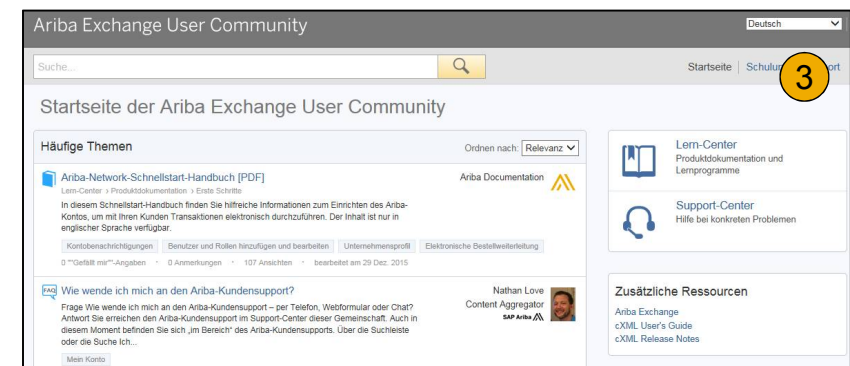 Ariba Exchange User Community
Deutsch
Suche...
Startseite
3
Startseite der Ariba Exchange User Community
Häufige Themen
Ordnen nach: Relevanz
Ariba-Network-Schnellstart-Handbuch [PDF]
Ariba Documentation
Lern-Center › Produktdokumentation › Erste Schritte
In diesem Schnellstart-Handbuch finden Sie hilfreiche Informationen zum Einrichten des Ariba-
Kontos, um mit Ihren Kunden Transaktionen elektronisch durchzuführen. Der Inhalt ist nur in
englischer Sprache verfügbar.
Kontobenachrichtigungen Benutzer und Rollen hinzufügen und bearbeiten Unternehmensprofil Elektronische Bestellweiterleitung
0 ""Gefällt mir""-Angaben · 0 Anmerkungen · 107 Ansichten · bearbeitet am 29 Dez. 2015
FAQ
Wie wende ich mich an den Ariba-Kundensupport?
Nathan Love
Content Aggregator
SAP Ariba
Frage Wie wende ich mich an den Ariba-Kundensupport – per Telefon, Webformular oder Chat?
Antwort Sie erreichen den Ariba-Kundensupport im Support-Center dieser Gemeinschaft. Auch in
diesem Moment befinden Sie sich „im Bereich" des Ariba-Kundensupports. Über die Suchleiste
oder die Suche Ich...
Mein Konto
Lern-Center
Produktdokumentation und
Lernprogramme
Support-Center
Hilfe bei konkreten Problemen
Zusätzliche Ressourcen
Ariba Exchange
cXML User's Guide
cXML Release Notes